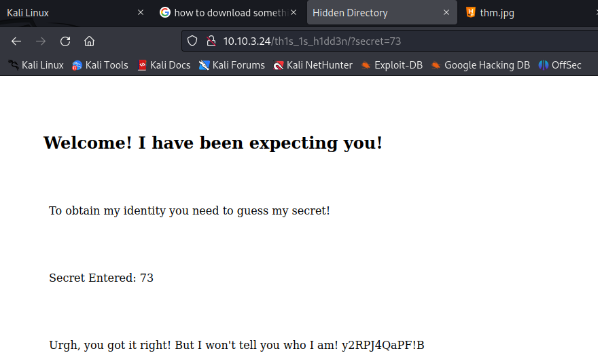 Kali Linux
how to download someth
Hidden Directory
thm.jpg
10.10.3.24/th1s_1s_h1dd3n/?secret=73
Kali Linux
Kali Tools
Kali Docs
Kali Forums
Kali NetHunter
Exploit-DB
Google Hacking DB
OffSec
Welcome! I have been expecting you!
To obtain my identity you need to guess my secret!
Secret Entered: 73
Urgh, you got it right! But I won't tell you who I am! y2RPJ4QaPF!B